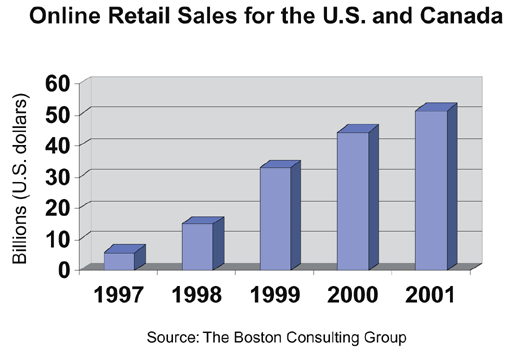 Online Retail Sales for the U.S. and Canada
Billions (U.S. dollars)
60
50
40
30
20
10
0
1997 1998 1999 2000 2001
Source: The Boston Consulting Group